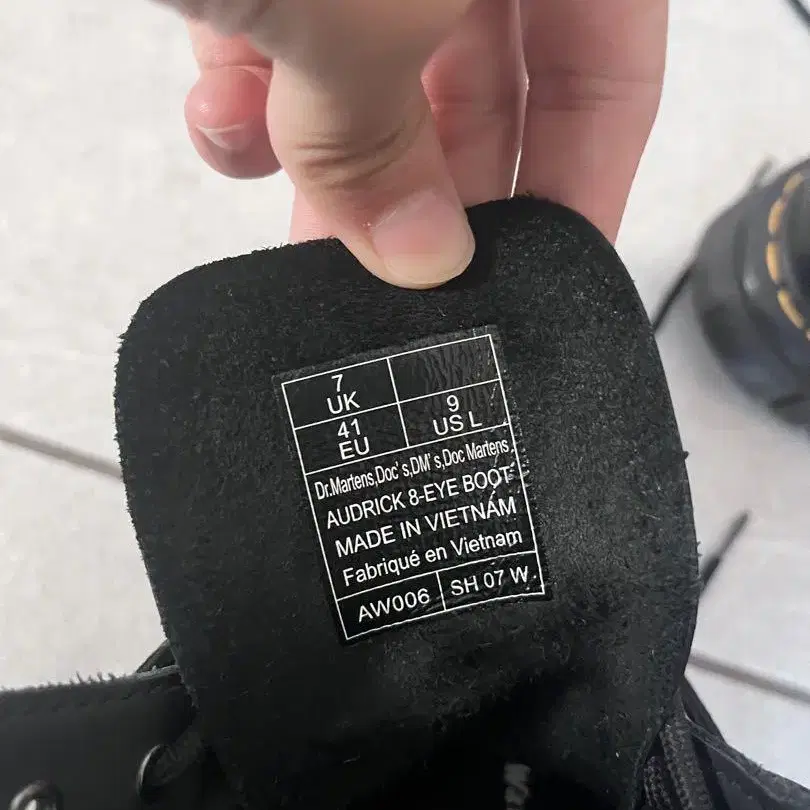 7
UK
41
EU
9
US L
Dr.Martens,Doc's,DM's,Doc Martens
AUDRICK 8-EYE BOOT
MADE IN VIETNAM
Fabriqué en Vietnam
AW006
SH 07 W